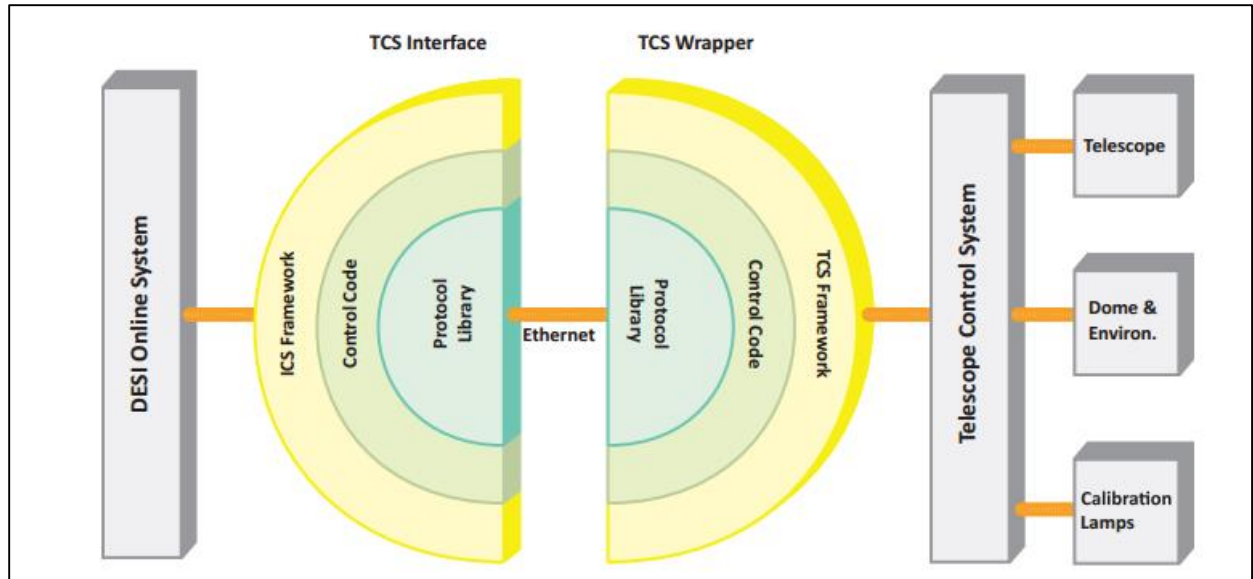 TCS Interface
TCS Wrapper
DESI Online System
ICS Framework
Control Code
Protocol
Library
Ethernet
Protocol
Library
Control Code
TCS Framework
Telescope Control System
Telescope
Dome &
Environ.
Calibration
Lamps